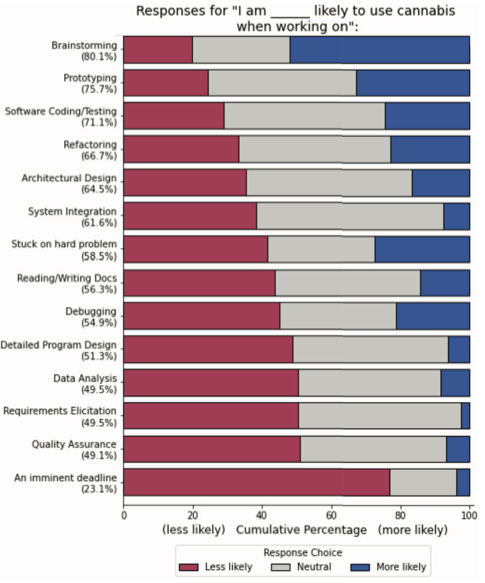 Responses for "I am ______ likely to use cannabis
when working on":
Brainstorming
(80.1%)
Prototyping
(75.7%)
Software Coding/Testing
(71.1%)
Refactoring
(66.7%)
Architectural Design
(64.5%)
System Integration
(61.6%)
Stuck on hard problem
(58.5%)
Reading/Writing Docs
(56.3%)
Debugging
(54.9%)
Detailed Program Design
(51.3%)
Data Analysis
(49.5%)
Requirements Elicitation
(49.5%)
Quality Assurance
(49.1%)
An imminent deadline
(23.1%)
0 20 40 60 80 100
(less likely) Cumulative Percentage (more likely)
Response Choice
Less likely Neutral More likely